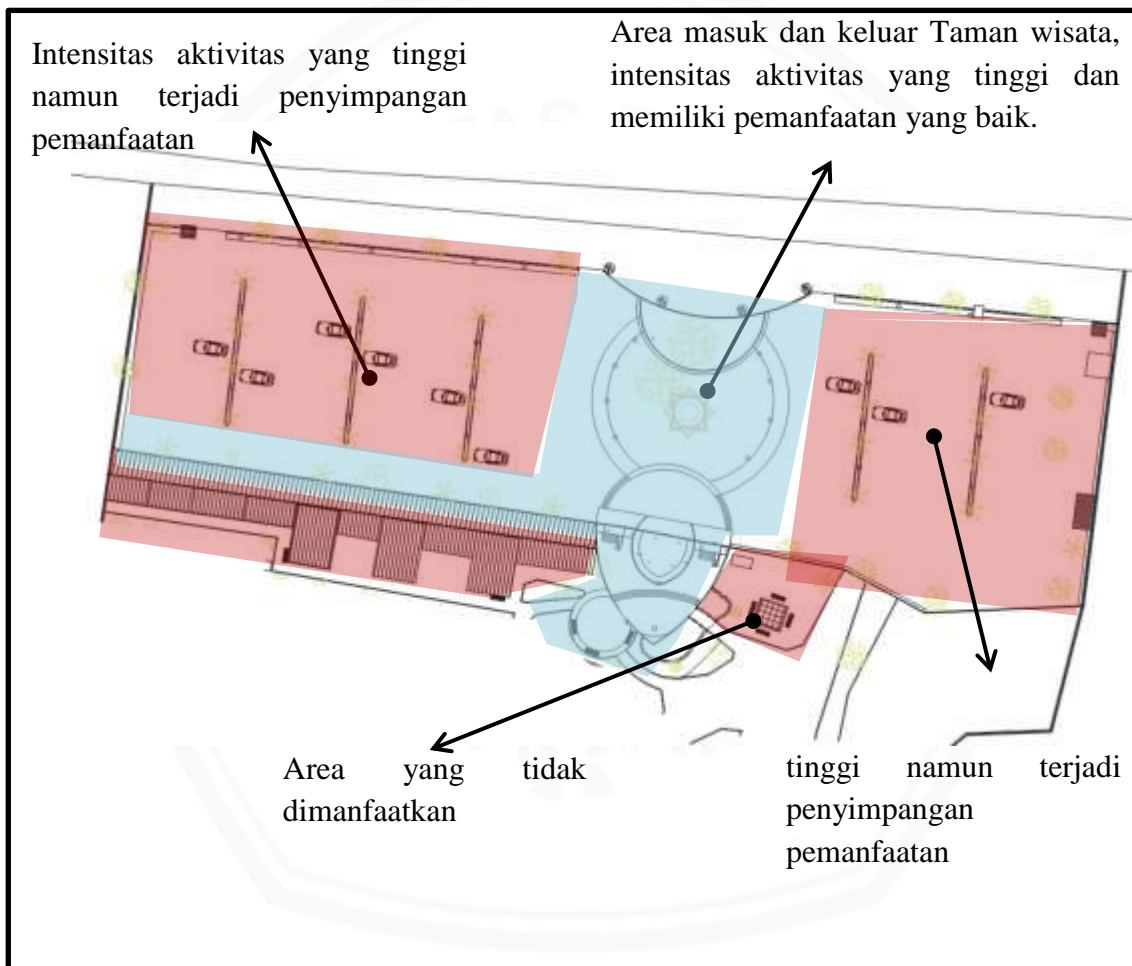 Intensitas aktivitas yang tinggi
namun terjadi penyimpangan
pemanfaatan
Area masuk dan keluar Taman wisata,
intensitas aktivitas yang tinggi dan
memiliki pemanfaatan yang baik.
Area yang tidak
dimanfaatkan
tinggi namun terjadi
penyimpangan
pemanfaatan